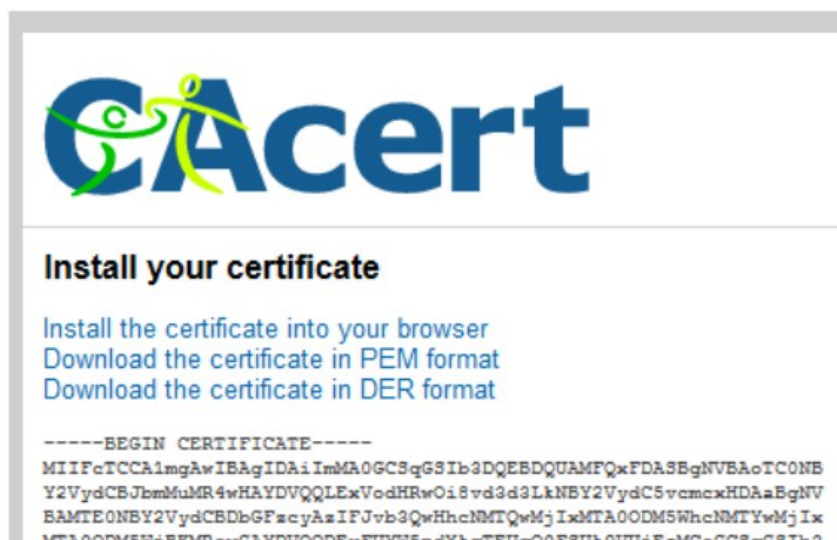 CAcert
Install your certificate
Install the certificate into your browser
Download the certificate in PEM format
Download the certificate in DER format
-----BEGIN CERTIFICATE-----
MIIFcTCCA1mgAwIBAgIDAiImMA0GCSqGSIb3DQEBDQUAMFQxFDASBgNVBAoTC0NB
Y2VydCBJbmMuMR4wHAYDVQQLExVodHRwOi8vd3d3LkNBY2VydC5vcmcxHDAaBgNV
BAMTE0NBY2VydCBDbGFzcyAzIFJvb3QwHhcNMTQwMjIxMTA0ODM5WhcNMTYwMjIx